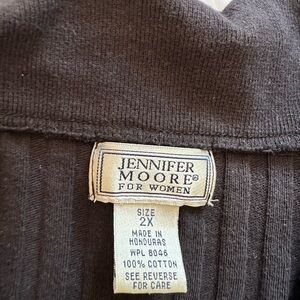 JENNIFER
MOORE®
FOR WOMEN
SIZE
2X
MADE IN
HONDURAS
WPL 8046
100% COTTON
SEE REVERSE
FOR CARE